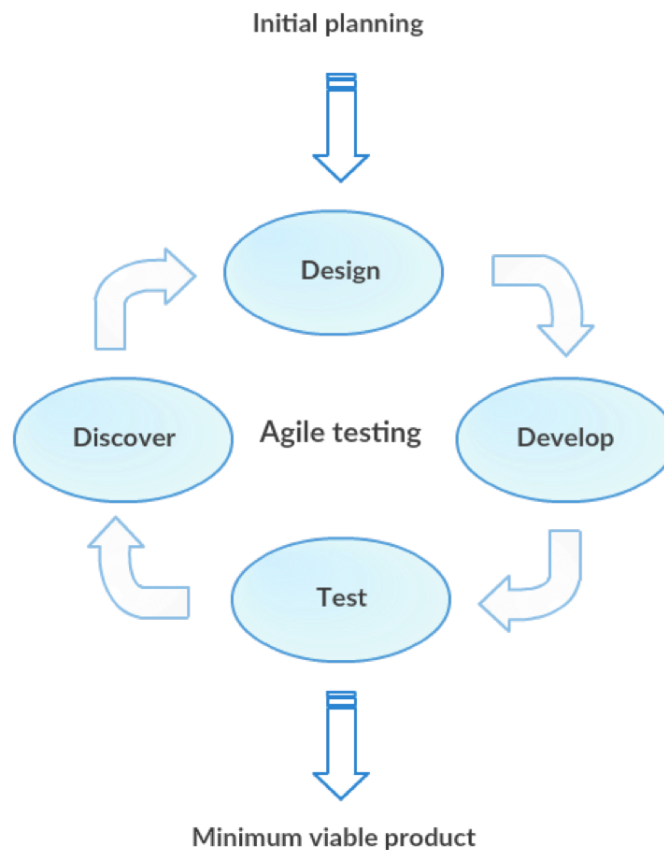 Initial planning
Design
Discover
Agile testing
Develop
Test
Minimum viable product